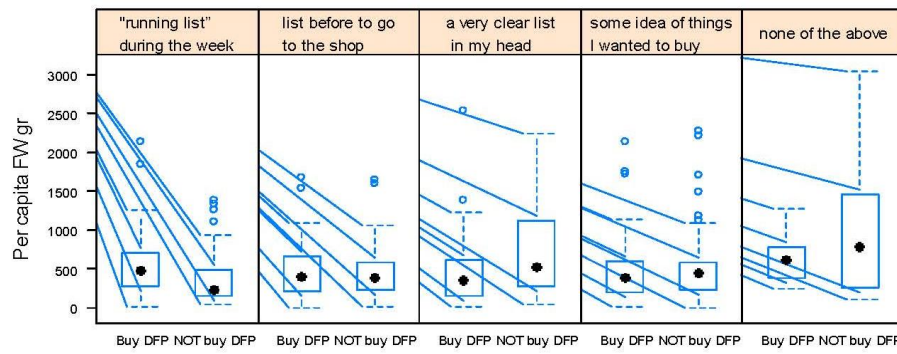 "running list"
during the week
list before to go
to the shop
a very clear list
in my head
some idea of things
I wanted to buy
none of the above
Per capita FW gr
3000
2500
2000
1500
1000
500
0
Buy DFP NOT buy DFP
Buy DFP NOT buy DFP
Buy DFP NOT buy DFP
Buy DFP NOT buy DFP
Buy DFP NOT buy DFP